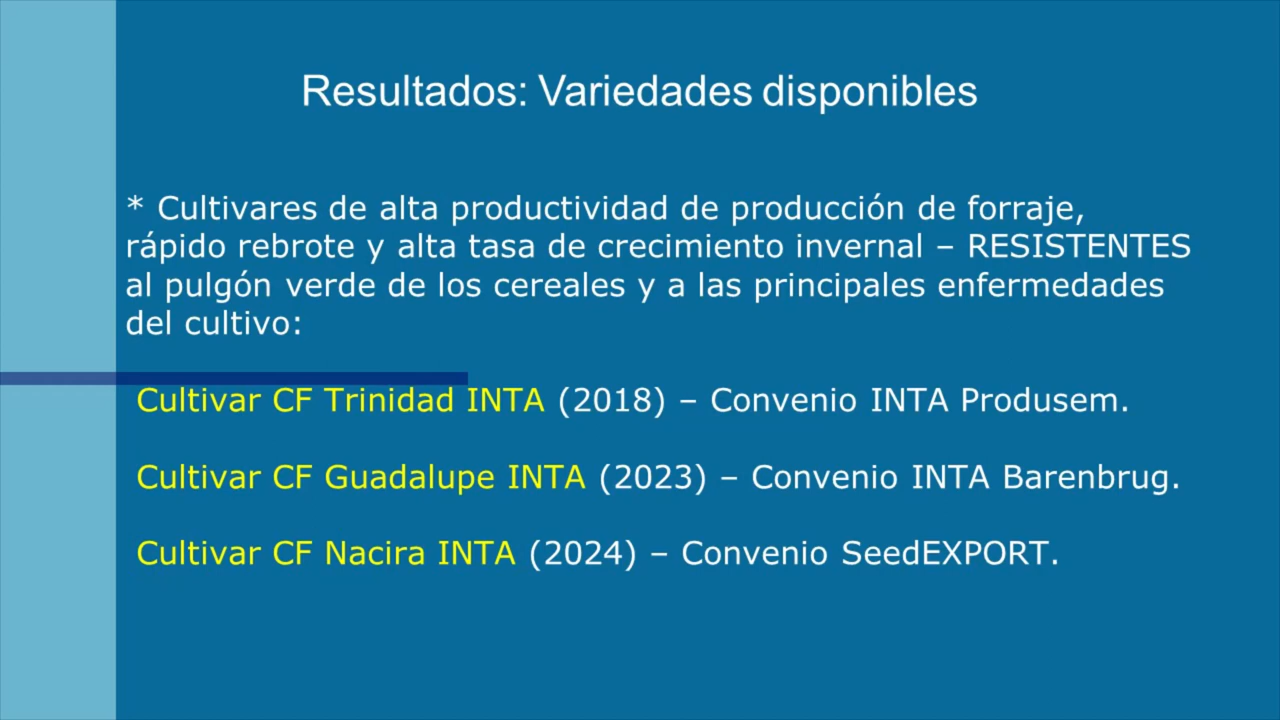 Resultados: Variedades disponibles
* Cultivares de alta productividad de producción de forraje,
rápido rebrote y alta tasa de crecimiento invernal – RESISTENTES
al pulgón verde de los cereales y a las principales enfermedades
del cultivo:
Cultivar CF Trinidad INTA (2018) – Convenio INTA Produsem.
Cultivar CF Guadalupe INTA (2023) – Convenio INTA Barenbrug.
Cultivar CF Nacira INTA (2024) – Convenio SeedEXPORT.